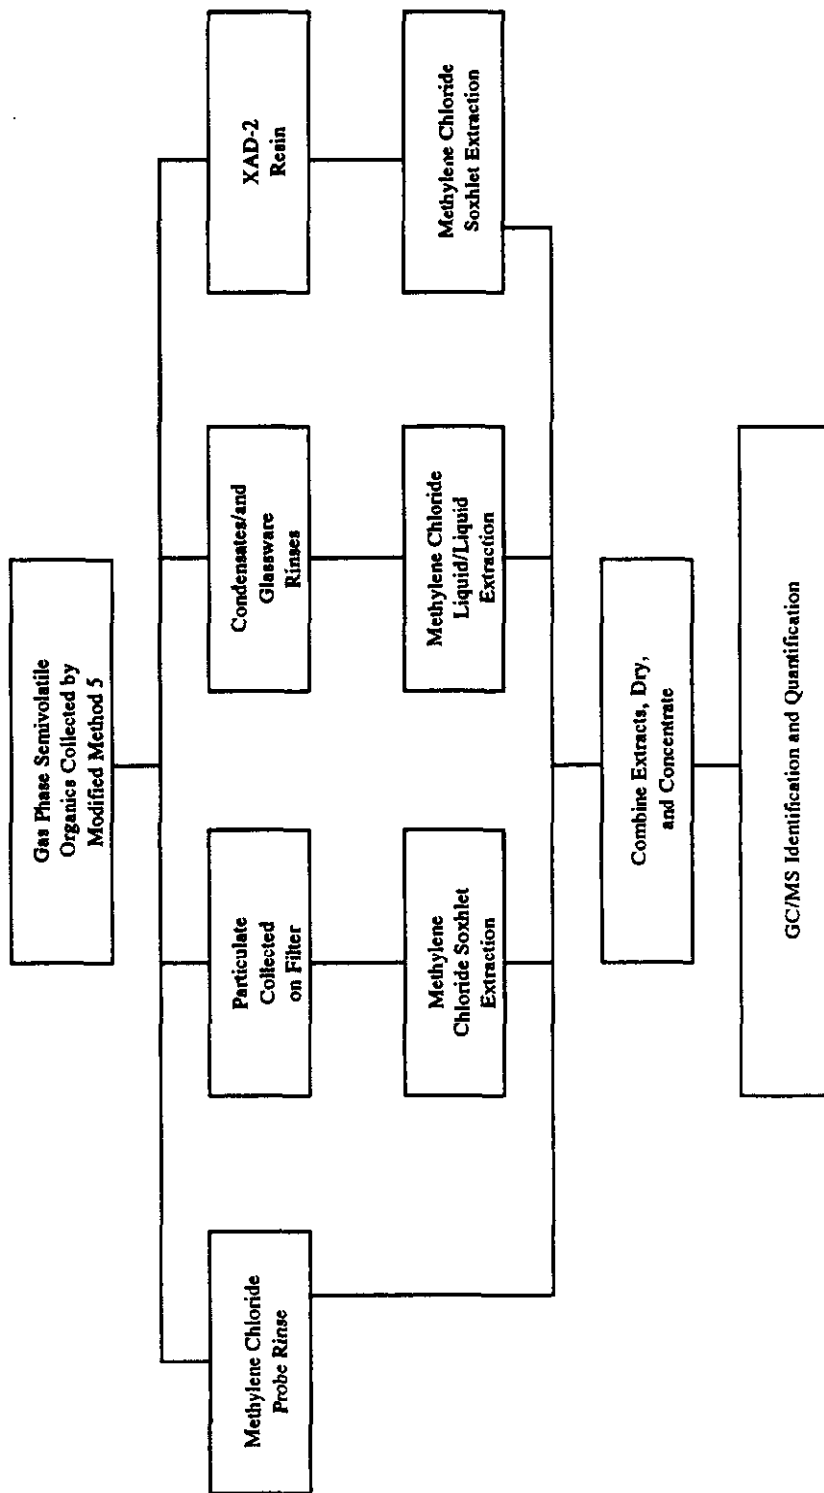 Gas Phase Semivolatile
Organics Collected by
Modified Method 5
Methylene Chloride
Probe Rinse
Particulate
Collected
on Filter
Condensates/and
Glassware
Rinses
XAD-2
Resin
Methylene
Chloride Soxhlet
Extraction
Methylene Chloride
Liquid/Liquid
Extraction
Methylene Chloride
Soxhlet Extraction
Combine Extracts, Dry,
and Concentrate
GC/MS Identification and Quantification